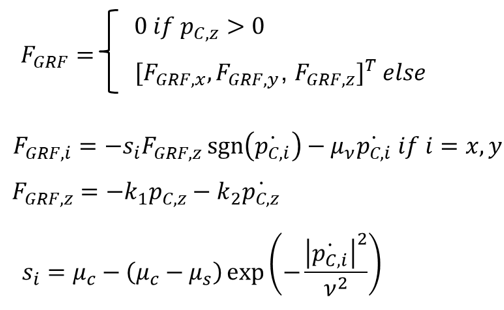 F_GRF = { 0 if p_C,z > 0
[F_GRF,x, F_GRF,y, F_GRF,z]^T else
F_GRF,i = −s_i F_GRF,z sgn(ṗ_C,i) − μ_ν ṗ_C,i if i = x, y
F_GRF,z = −k_1 p_C,z − k_2 ṗ_C,z
s_i = μ_c − (μ_c − μ_s) exp(−|ṗ_C,i|^2 / ν^2)